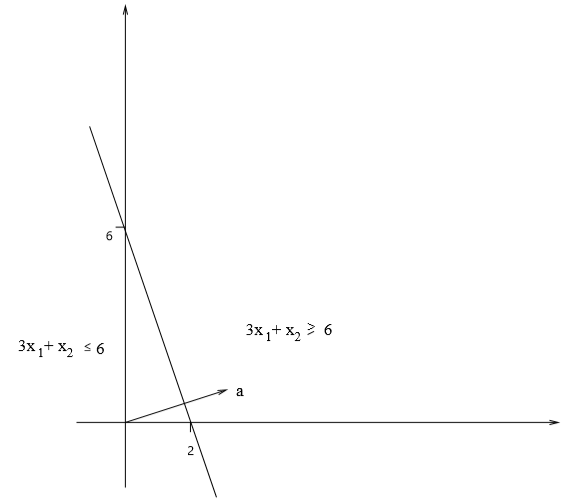 6
3x₁+ x₂ ≥ 6
3x₁+ x₂ ≤ 6
a
2